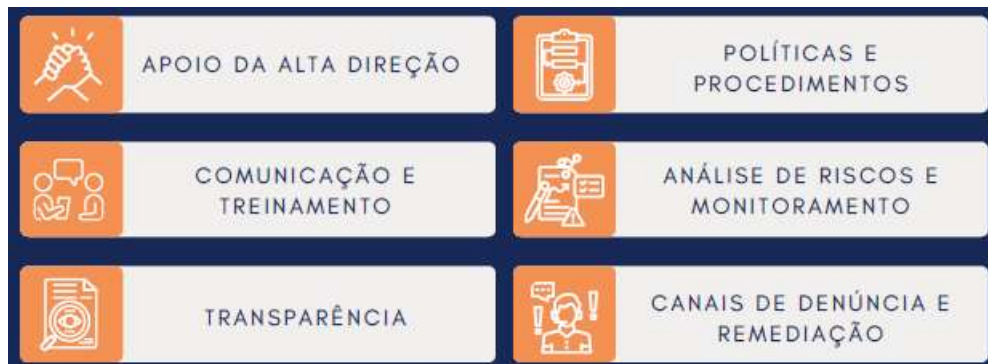 APOIO DA ALTA DIREÇÃO
POLÍTICAS E
PROCEDIMENTOS
COMUNICAÇÃO E
TREINAMENTO
ANÁLISE DE RISCOS E
MONITORAMENTO
TRANSPARÊNCIA
CANAIS DE DENÚNCIA E
REMEDIAÇÃO